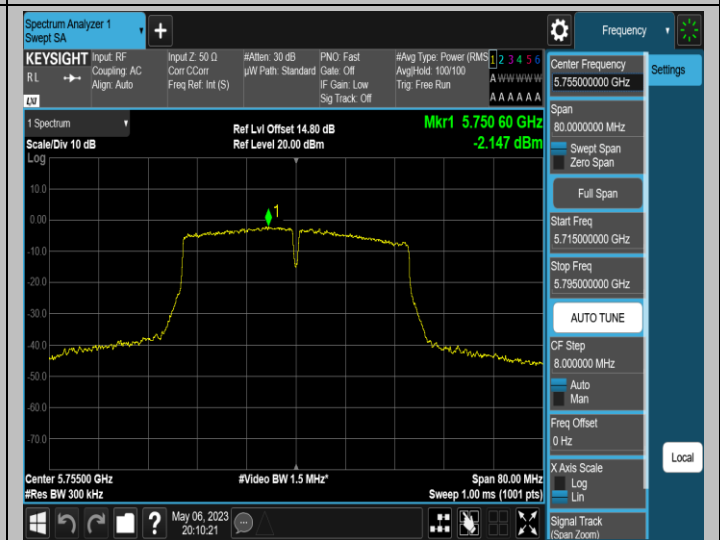 Spectrum Analyzer 1
Swept SA
+
Frequency
KEYSIGHT
RL
LXI
Input: RF
Coupling: AC
Align: Auto
Input Z: 50 Ω
Corr CCorr
Freq Ref: Int (S)
#Atten: 30 dB
µW Path: Standard
PNO: Fast
Gate: Off
IF Gain: Low
Sig Track: Off
#Avg Type: Power (RMS
Avg|Hold: 100/100
Trig: Free Run
1 2 3 4 5 6
A W W W W W
A A A A A A
1 Spectrum
Scale/Div 10 dB
Log
Ref Lvl Offset 14.80 dB
Ref Level 20.00 dBm
Mkr1 5.750 60 GHz
-2.147 dBm
10.0
0.00
-10.0
-20.0
-30.0
-40.0
-50.0
-60.0
-70.0
1
Center 5.75500 GHz
#Res BW 300 kHz
#Video BW 1.5 MHz*
Span 80.00 MHz
Sweep 1.00 ms (1001 pts)
May 06, 2023
20:10:21
?
Center Frequency
5.755000000 GHz
Span
80.0000000 MHz
Swept Span
Zero Span
Full Span
Start Freq
5.715000000 GHz
Stop Freq
5.795000000 GHz
AUTO TUNE
CF Step
8.000000 MHz
Auto
Man
Freq Offset
0 Hz
X Axis Scale
Log
Lin
Signal Track
(Span Zoom)
Settings
Local